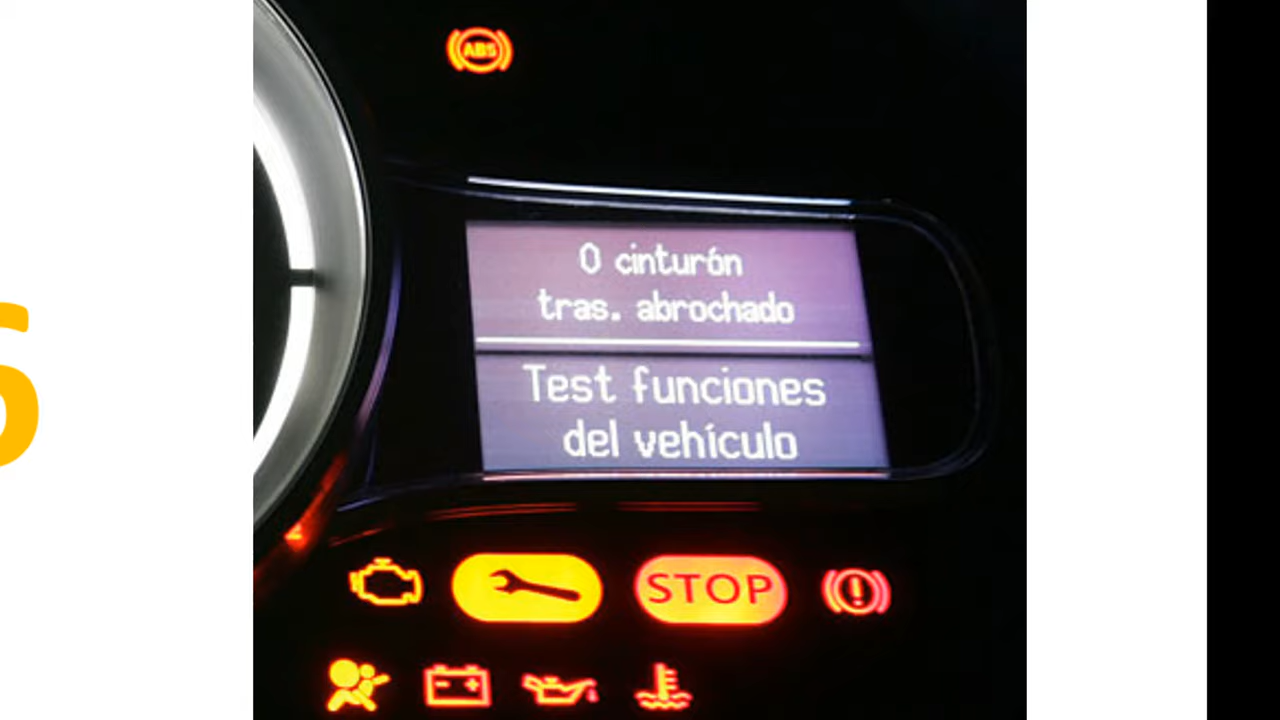 ABS
0 cinturón
tras. abrochado
Test funciones
del vehículo
STOP